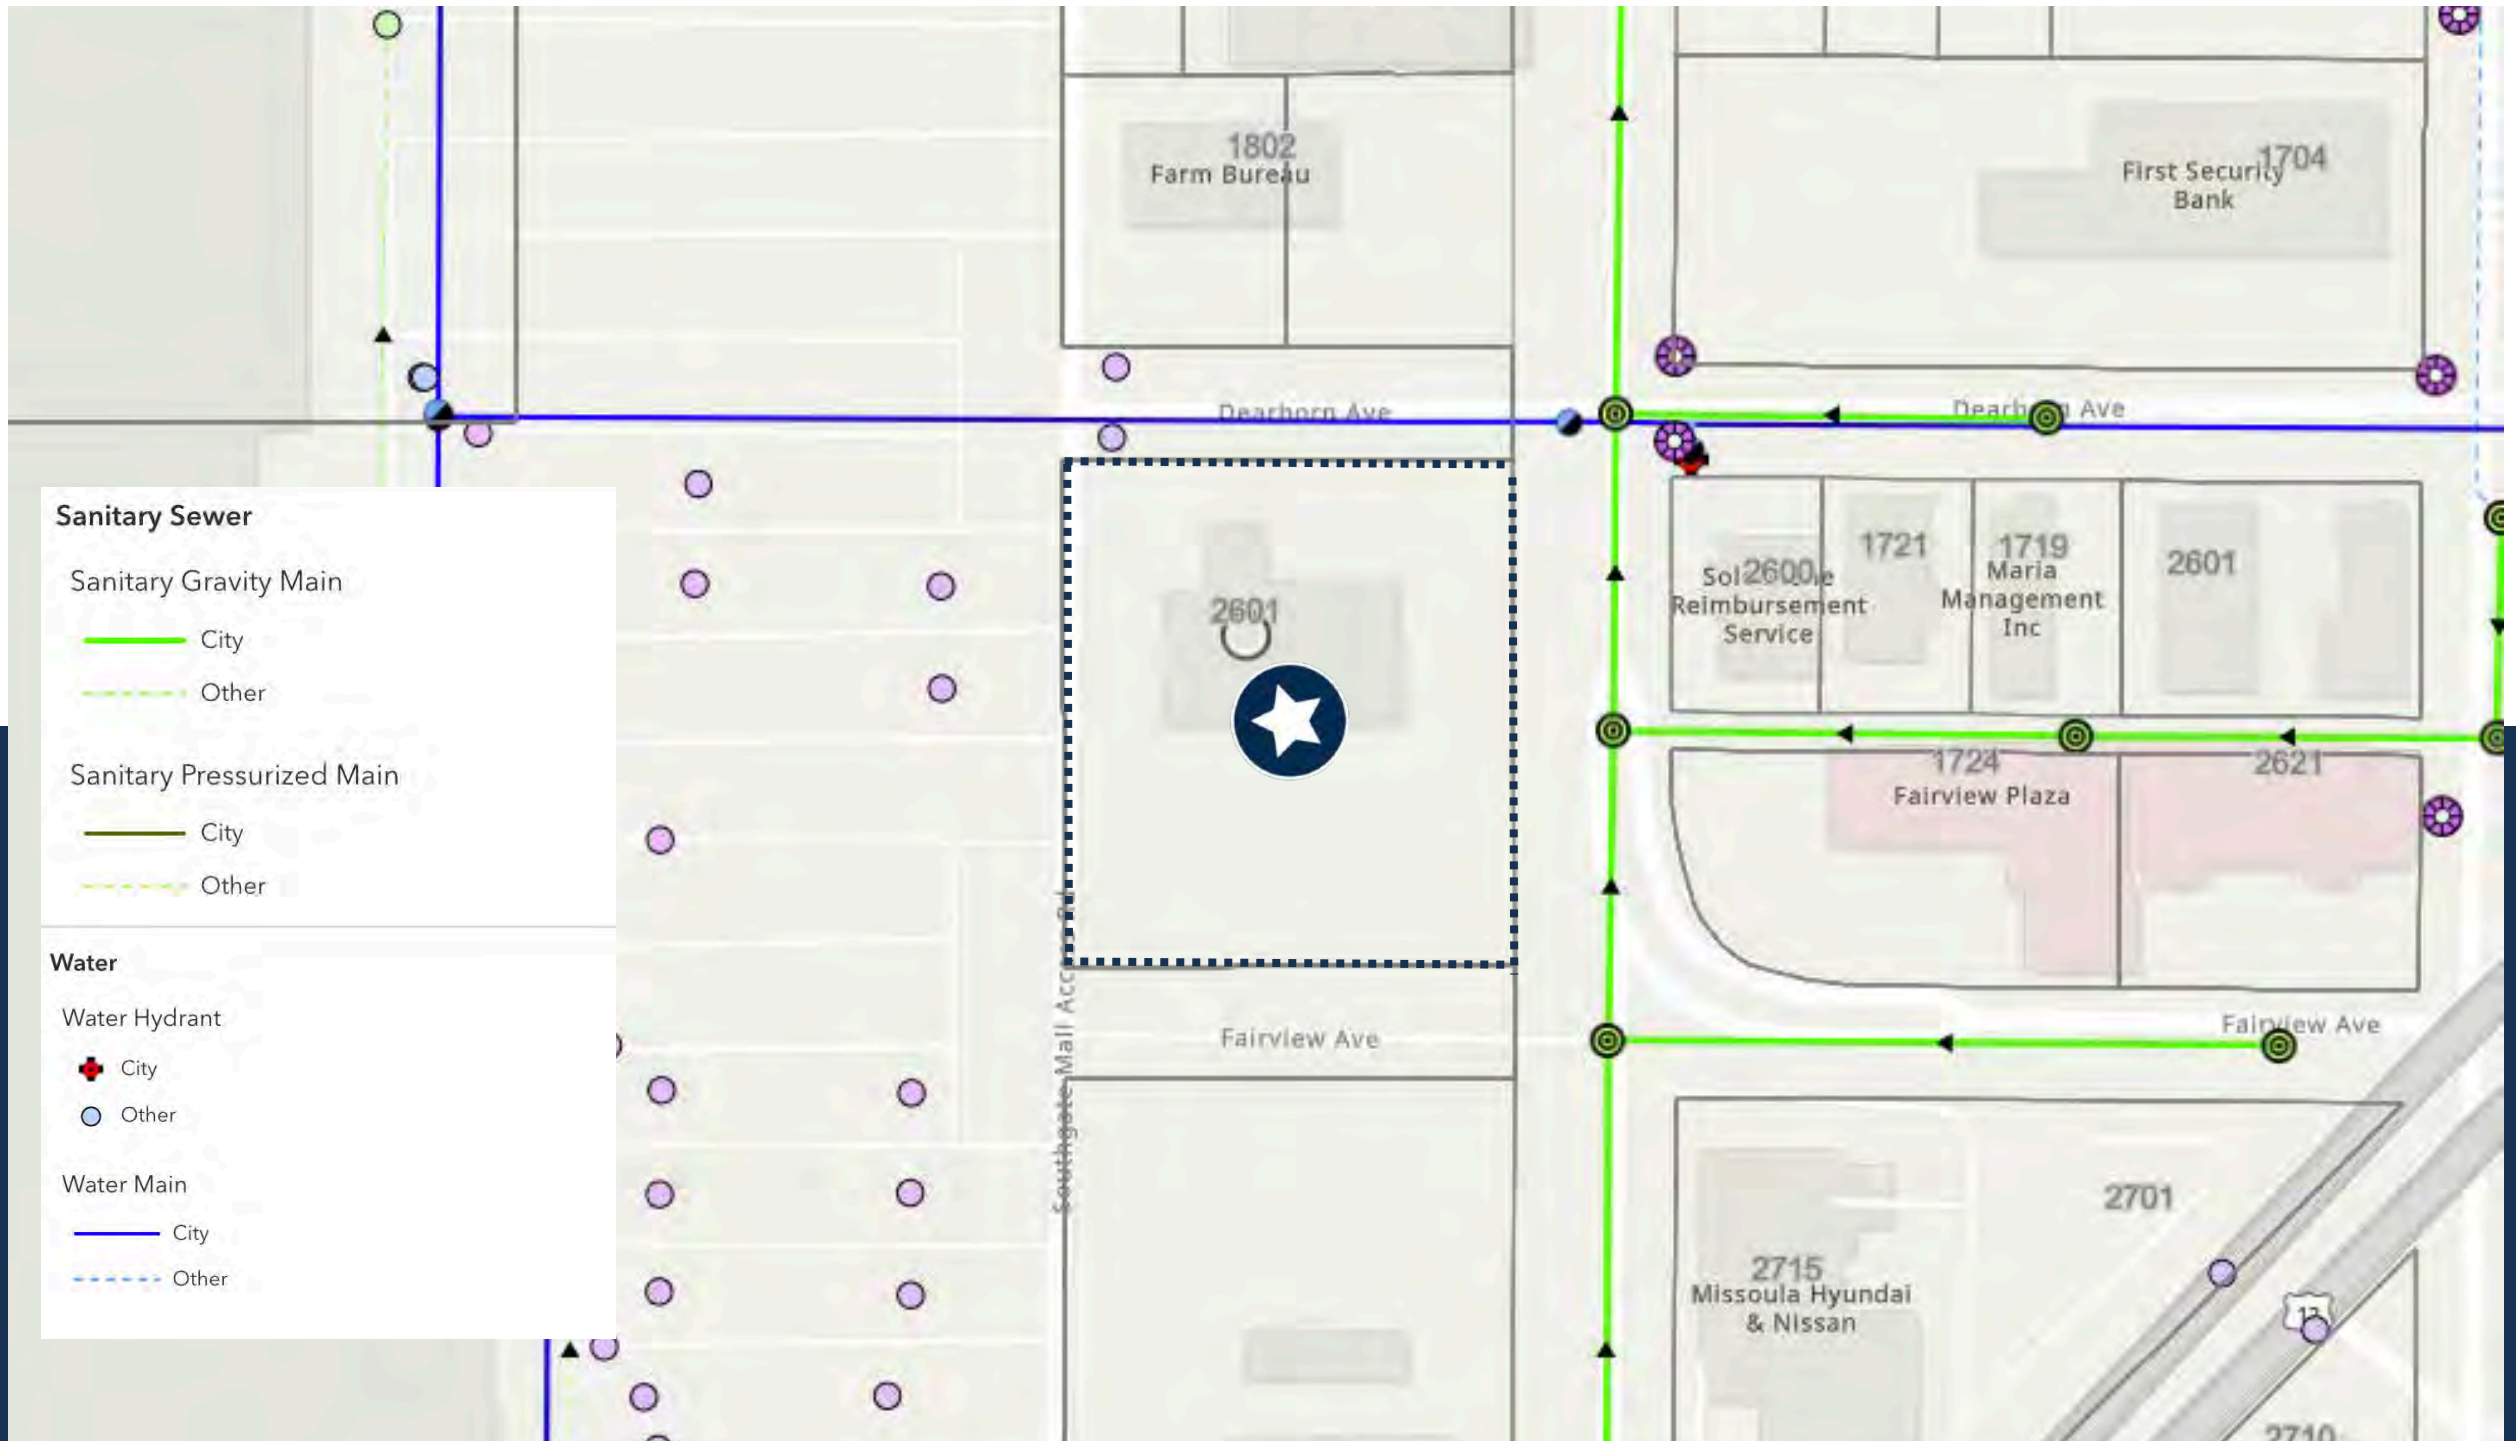 1802
Farm Bureau
1704
First Security
Bank
Dearborn Ave
Dearborn Ave
Sanitary Sewer
Sanitary Gravity Main
City
Other
Sanitary Pressurized Main
City
Other
Water
Water Hydrant
City
Other
Water Main
City
Other
2601
2600
Reimbursement
Service
1721
1719
Maria
Management
Inc
2601
1724
Fairview Plaza
2621
Southgate Mall Access Rd
Fairview Ave
Fairview Ave
2701
2715
Missoula Hyundai
& Nissan
12
2710